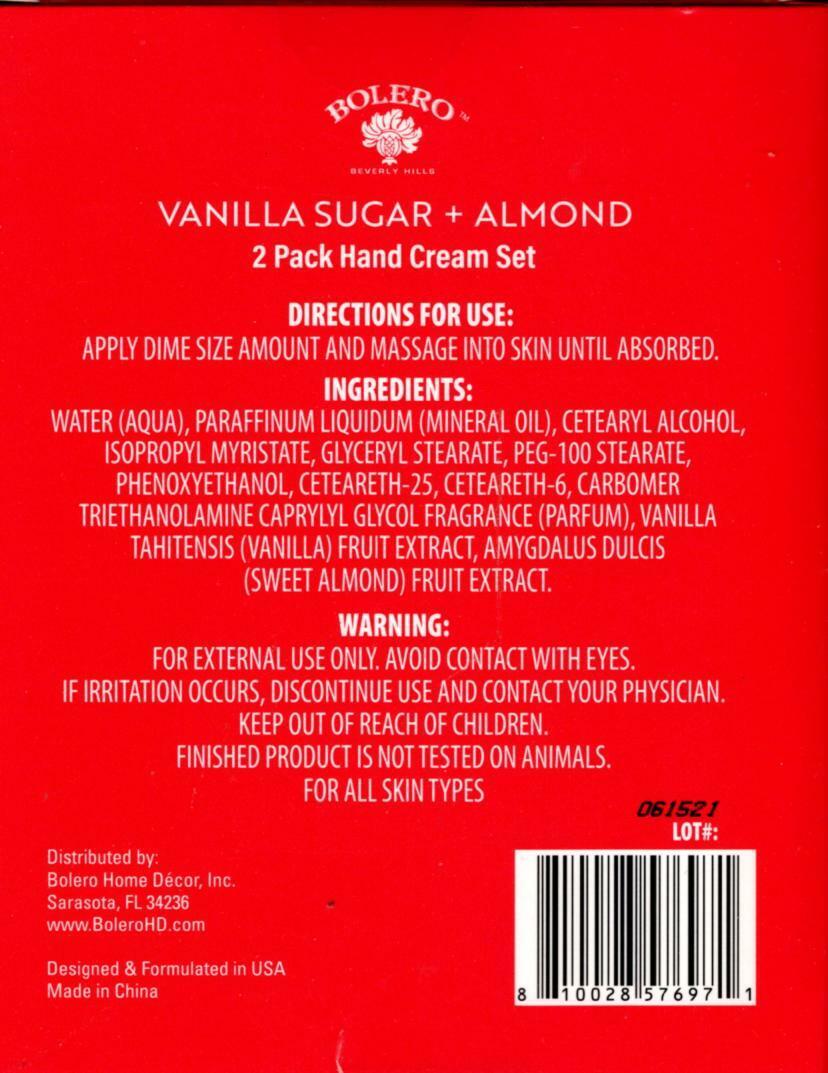 BOLERO™
BEVERLY HILLS
VANILLA SUGAR + ALMOND
2 Pack Hand Cream Set
DIRECTIONS FOR USE:
APPLY DIME SIZE AMOUNT AND MASSAGE INTO SKIN UNTIL ABSORBED.
INGREDIENTS:
WATER (AQUA), PARAFFINUM LIQUIDUM (MINERAL OIL), CETEARYL ALCOHOL,
ISOPROPYL MYRISTATE, GLYCERYL STEARATE, PEG-100 STEARATE,
PHENOXYETHANOL, CETEARETH-25, CETEARETH-6, CARBOMER
TRIETHANOLAMINE CAPRYLYL GLYCOL FRAGRANCE (PARFUM), VANILLA
TAHITENSIS (VANILLA) FRUIT EXTRACT, AMYGDALUS DULCIS
(SWEET ALMOND) FRUIT EXTRACT.
WARNING:
FOR EXTERNAL USE ONLY. AVOID CONTACT WITH EYES.
IF IRRITATION OCCURS, DISCONTINUE USE AND CONTACT YOUR PHYSICIAN.
KEEP OUT OF REACH OF CHILDREN.
FINISHED PRODUCT IS NOT TESTED ON ANIMALS.
FOR ALL SKIN TYPES
061521
LOT#:
Distributed by:
Bolero Home Décor, Inc.
Sarasota, FL 34236
www.BoleroHD.com
Designed & Formulated in USA
Made in China
8 10028 57697 1